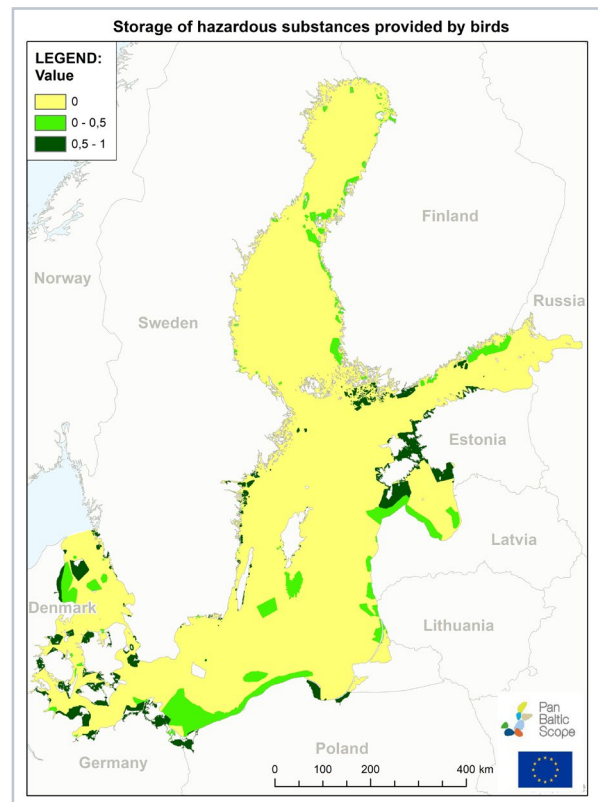 Storage of hazardous substances provided by birds
LEGEND:
Value
0
0 - 0,5
0,5 - 1
Finland
Norway
Russia
Sweden
Estonia
Latvia
Denmark
Lithuania
Pan
Baltic
Scope
Poland
Germany
0 100 200 400 km